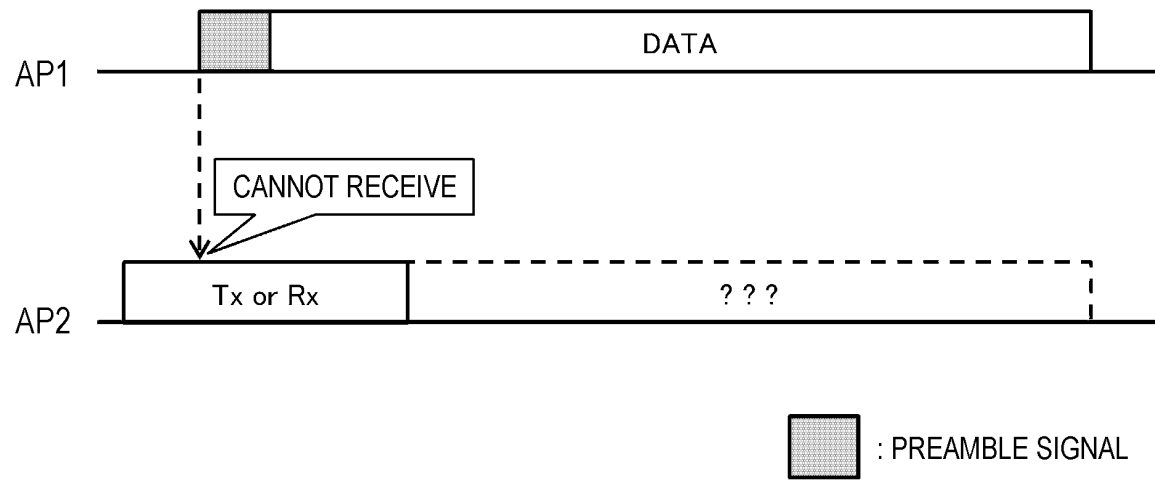 DATA
AP1
CANNOT RECEIVE
Tx or Rx
? ? ?
AP2
: PREAMBLE SIGNAL